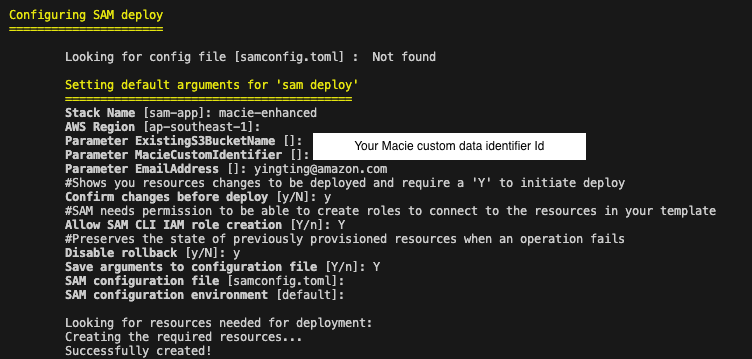 Configuring SAM deploy
======================
Looking for config file [samconfig.toml] :  Not found
Setting default arguments for 'sam deploy'
=========================================
Stack Name [sam-app]: macie-enhanced
AWS Region [ap-southeast-1]:
Parameter ExistingS3BucketName []:
Your Macie custom data identifier Id
Parameter MacieCustomIdentifier []:
Parameter EmailAddress []: yingting@amazon.com
#Shows you resources changes to be deployed and require a 'Y' to initiate deploy
Confirm changes before deploy [y/N]: y
#SAM needs permission to be able to create roles to connect to the resources in your template
Allow SAM CLI IAM role creation [Y/n]: Y
#Preserves the state of previously provisioned resources when an operation fails
Disable rollback [y/N]: y
Save arguments to configuration file [Y/n]: Y
SAM configuration file [samconfig.toml]:
SAM configuration environment [default]:
Looking for resources needed for deployment:
Creating the required resources...
Successfully created!